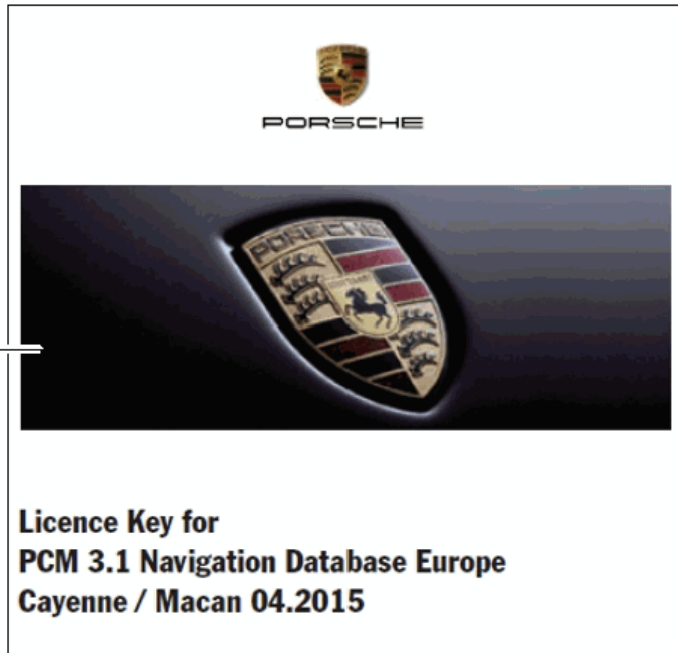 PORSCHE
PORSCHE
Licence Key for
PCM 3.1 Navigation Database Europe
Cayenne / Macan 04.2015